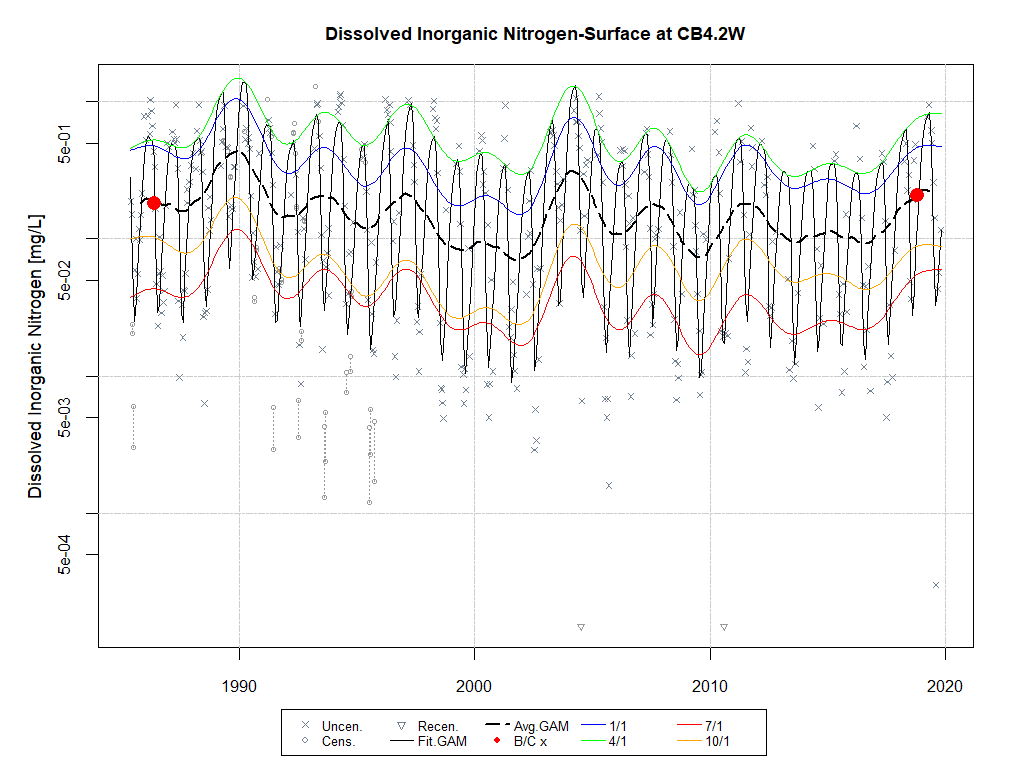 Dissolved Inorganic Nitrogen-Surface at CB4.2W
Dissolved Inorganic Nitrogen [mg/L]
5e-01
5e-02
5e-03
5e-04
1990 2000 2010 2020
Uncen. Recen. Avg.GAM 1/1 7/1
Cens. Fit.GAM B/C x 4/1 10/1